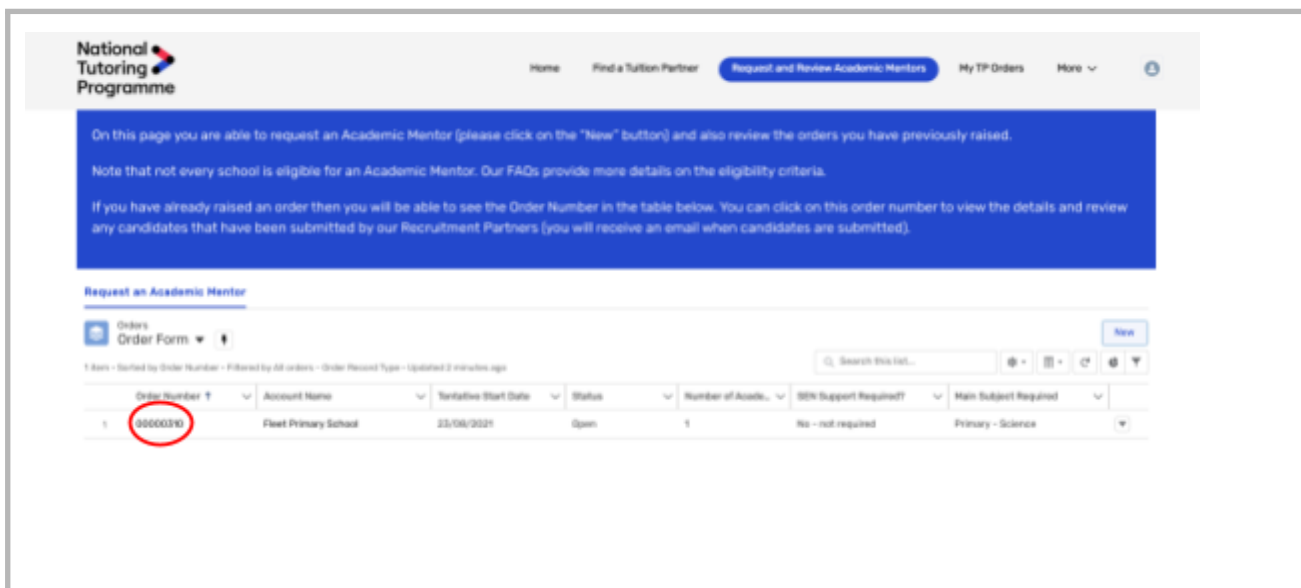 National
Tutoring
Programme
Home Find a Tuition Partner Request and Review Academic Mentors My TP Orders More
On this page you are able to request an Academic Mentor (please click on the "New" button) and also review the orders you have previously raised.
Note that not every school is eligible for an Academic Mentor. Our FAQs provide more details on the eligibility criteria.
If you have already raised an order then you will be able to see the Order Number in the table below. You can click on this order number to view the details and review
any candidates that have been submitted by our Recruitment Partners (you will receive an email when candidates are submitted).
Request an Academic Mentor
Orders
Order Form
New
1 item • Sorted by Order Number • Filtered by All orders - Order Record Type • Updated 2 minutes ago
Search this list...
Order Number ↑ Account Name Tentative Start Date Status Number of Acade... SEN Support Required? Main Subject Required
1 00000310 Fleet Primary School 23/08/2021 Open 1 No - not required Primary - Science